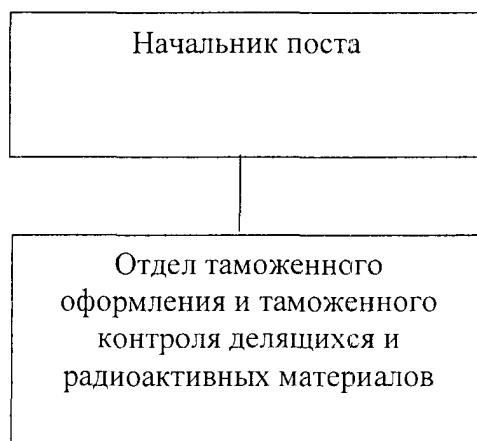 Начальник поста
Отдел таможенного
оформления и таможенного
контроля делящихся и
радиоактивных материалов